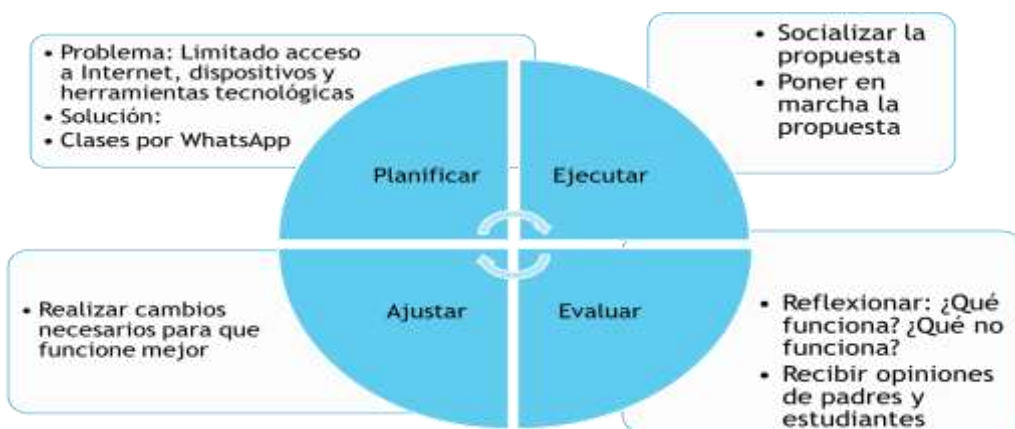 • Problema: Limitado acceso
a Internet, dispositivos y
herramientas tecnológicas
• Solución:
• Clases por WhatsApp
• Socializar la
propuesta
• Poner en
marcha la
propuesta
Planificar
Ejecutar
Ajustar
Evaluar
• Realizar cambios
necesarios para que
funcione mejor
• Reflexionar: ¿Qué
funciona? ¿Qué no
funciona?
• Recibir opiniones
de padres y
estudiantes